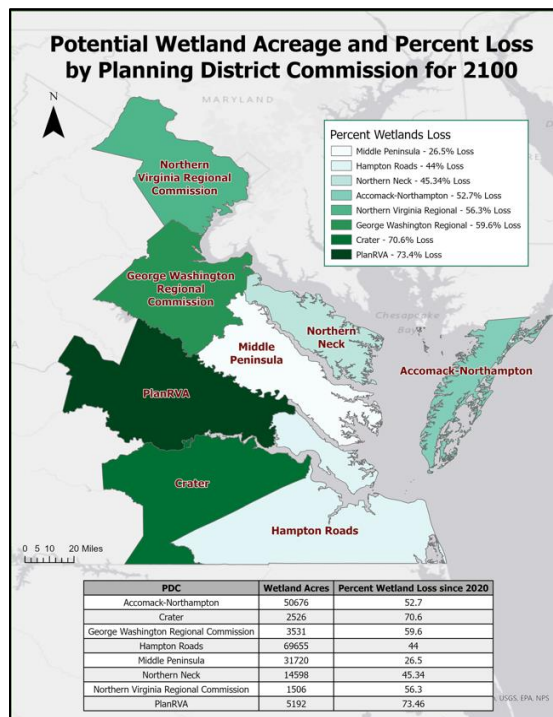 Potential Wetland Acreage and Percent Loss
by Planning District Commission for 2100
N
MARYLAND
Percent Wetlands Loss
Middle Peninsula - 26.5% Loss
Hampton Roads - 44% Loss
Northern Neck - 45.34% Loss
Accomack-Northampton - 52.7% Loss
Northern Virginia Regional - 56.3% Loss
George Washington Regional - 59.6% Loss
Crater - 70.6% Loss
PlanRVA - 73.4% Loss
Northern
Virginia Regional
Commission
George Washington
Regional
Commission
Chesapeake
Bay
Northern
Neck
Middle
Peninsula
Accomack-Northampton
PlanRVA
Crater
Hampton Roads
0 5 10 20 Miles
PDC Wetland Acres Percent Wetland Loss since 2020
Accomack-Northampton 50676 52.7
Crater 2526 70.6
George Washington Regional Commission 3531 59.6
Hampton Roads 69655 44
Middle Peninsula 31720 26.5
Northern Neck 14598 45.34
Northern Virginia Regional Commission 1506 56.3
PlanRVA 5192 73.46
USGS, EPA, NPS